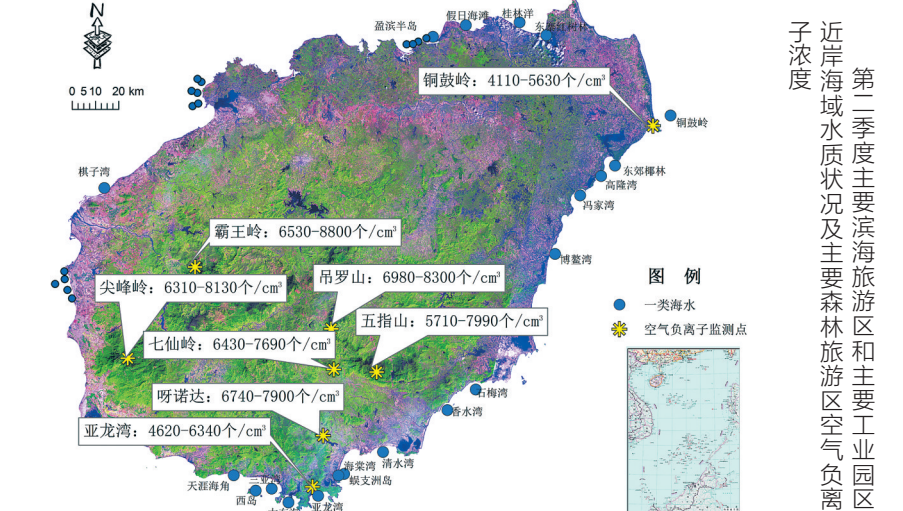 第二季度主要滨海旅游区和主要工业园区
近岸海域水质状况及主要森林旅游区空气负离
子浓度
N
0 5 10 20 km
盈滨半岛
假日海滩
桂林洋
铜鼓岭：4110-5630个/cm³
铜鼓岭
棋子湾
东郊椰林
高隆湾
冯家湾
霸王岭：6530-8800个/cm³
博鳌湾
吊罗山：6980-8300个/cm³
尖峰岭：6310-8130个/cm³
五指山：5710-7990个/cm³
七仙岭：6430-7690个/cm³
呀诺达：6740-7900个/cm³
石梅湾
香水湾
亚龙湾：4620-6340个/cm³
清水湾
海棠湾
蜈支洲岛
天涯海角
西岛
亚龙湾
图 例
一类海水
空气负离子监测点